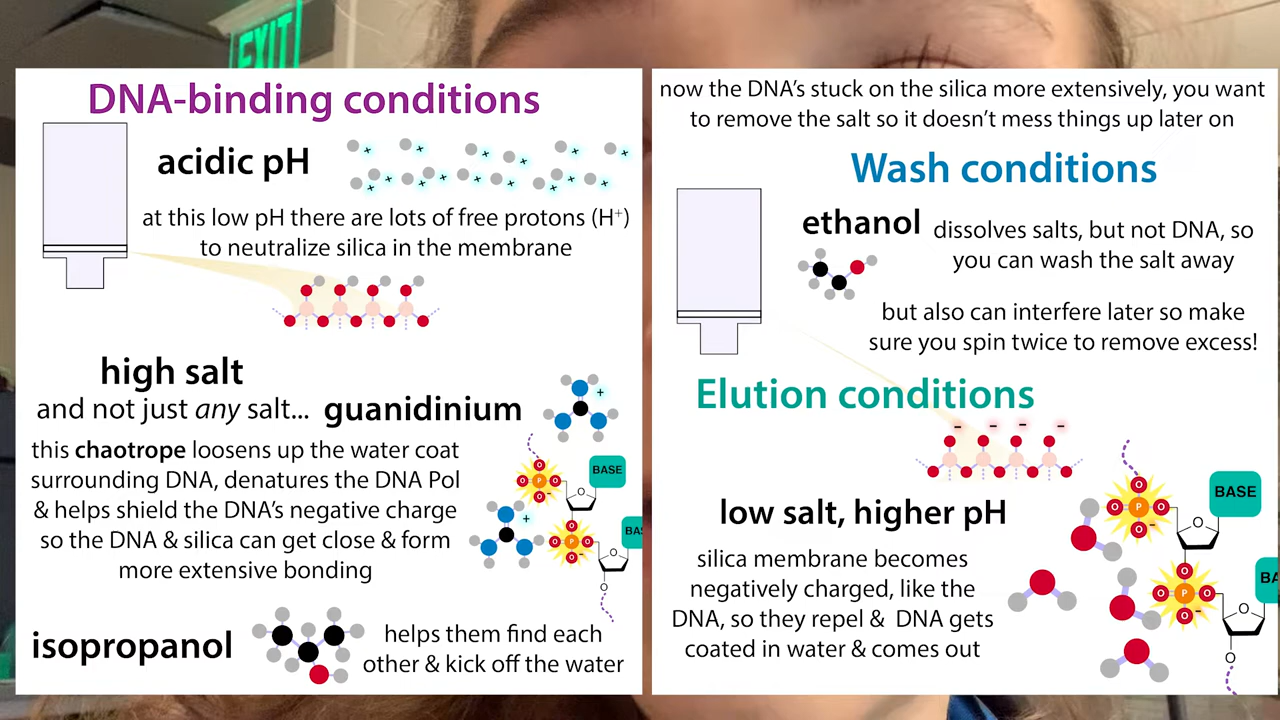 EXIT
DNA-binding conditions
acidic pH
+ + + + +
+ + + + + + +
at this low pH there are lots of free protons (H⁺)
to neutralize silica in the membrane
high salt
and not just any salt... guanidinium
+
this chaotrope loosens up the water coat
surrounding DNA, denatures the DNA Pol
& helps shield the DNA's negative charge
so the DNA & silica can get close & form
more extensive bonding
O
O P O
O -
O
BASE
+
O
O P O
O -
O
BAS
O
isopropanol
helps them find each
other & kick off the water
now the DNA's stuck on the silica more extensively, you want
to remove the salt so it doesn't mess things up later on
Wash conditions
ethanol
dissolves salts, but not DNA, so
you can wash the salt away
but also can interfere later so make
sure you spin twice to remove excess!
Elution conditions
- - - -
low salt, higher pH
silica membrane becomes
negatively charged, like the
DNA, so they repel & DNA gets
coated in water & comes out
O
O P O
O -
O
BASE
O
O P O
O -
O
BA
O